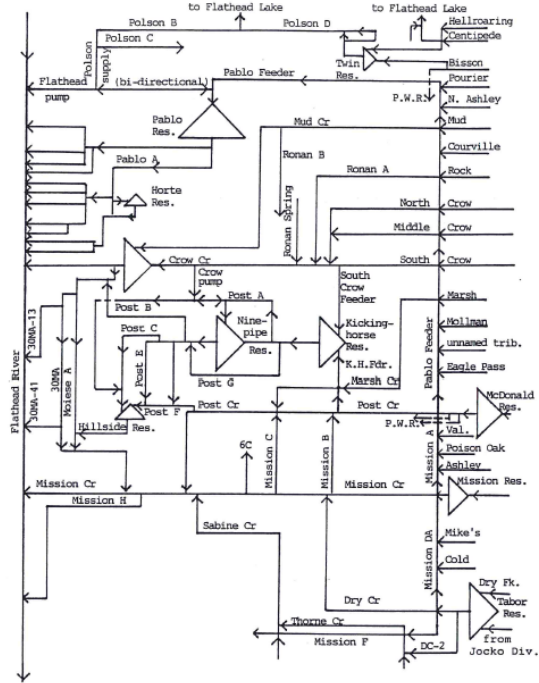 to Flathead Lake
to Flathead Lake
Polson B
Polson D
Hellroaring
Centipede
Polson C
Polson
supply
Twin
Res.
Bisson
Flathead
pump
(bi-directional)
Pablo Feeder
Pourier
P.W.R.
N. Ashley
Pablo
Res.
Mud Cr
Mud
Ronan B
Courville
Pablo A
Ronan A
Rock
Horte
Res.
Ronan Spring
North
Crow
Middle
Crow
Crow Cr
South
Crow
Crow
pump
South
Crow
Feeder
Post A
Marsh
Post B
30MA-13
Nine-
pipe
Res.
Kicking-
horse
Res.
Mollman
Post C
unnamed trib.
Pablo Feeder
Post E
30MA
Moiese A
Post G
K.H.Fdr.
Eagle Pass
Marsh Cr
McDonald
Res.
Flathead River
30MA-41
Post F
Post Cr
Post Cr
P.W.R.
Hillside
Res.
Val.
6C
Mission C
Mission B
Mission A
Poison Oak
Ashley
Mission Cr
Mission Cr
Mission Res.
Mission H
Sabine Cr
Mike's
Mission DA
Cold
Dry Fk.
Dry Cr
Tabor
Res.
Thorne Cr
Mission F
DC-2
from
Jocko Div.